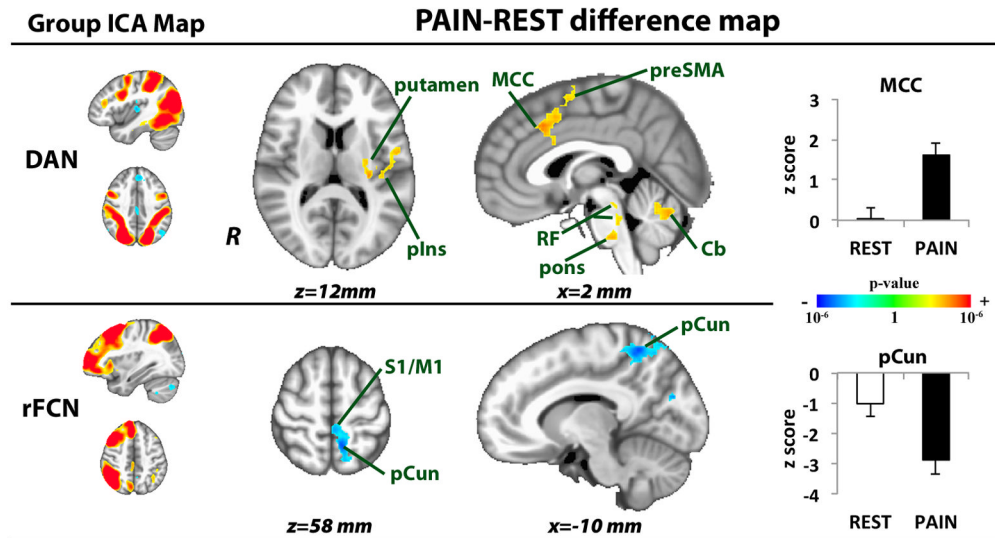 Group ICA Map
PAIN-REST difference map
DAN
R
putamen
pIns
z=12mm
MCC
preSMA
RF
pons
Cb
x=2 mm
MCC
z score
3
2
1
0
REST PAIN
p-value
- +
10⁻⁶ 1 10⁻⁶
rFCN
S1/M1
pCun
z=58 mm
pCun
x=-10 mm
pCun
z score
0
-1
-2
-3
-4
REST PAIN